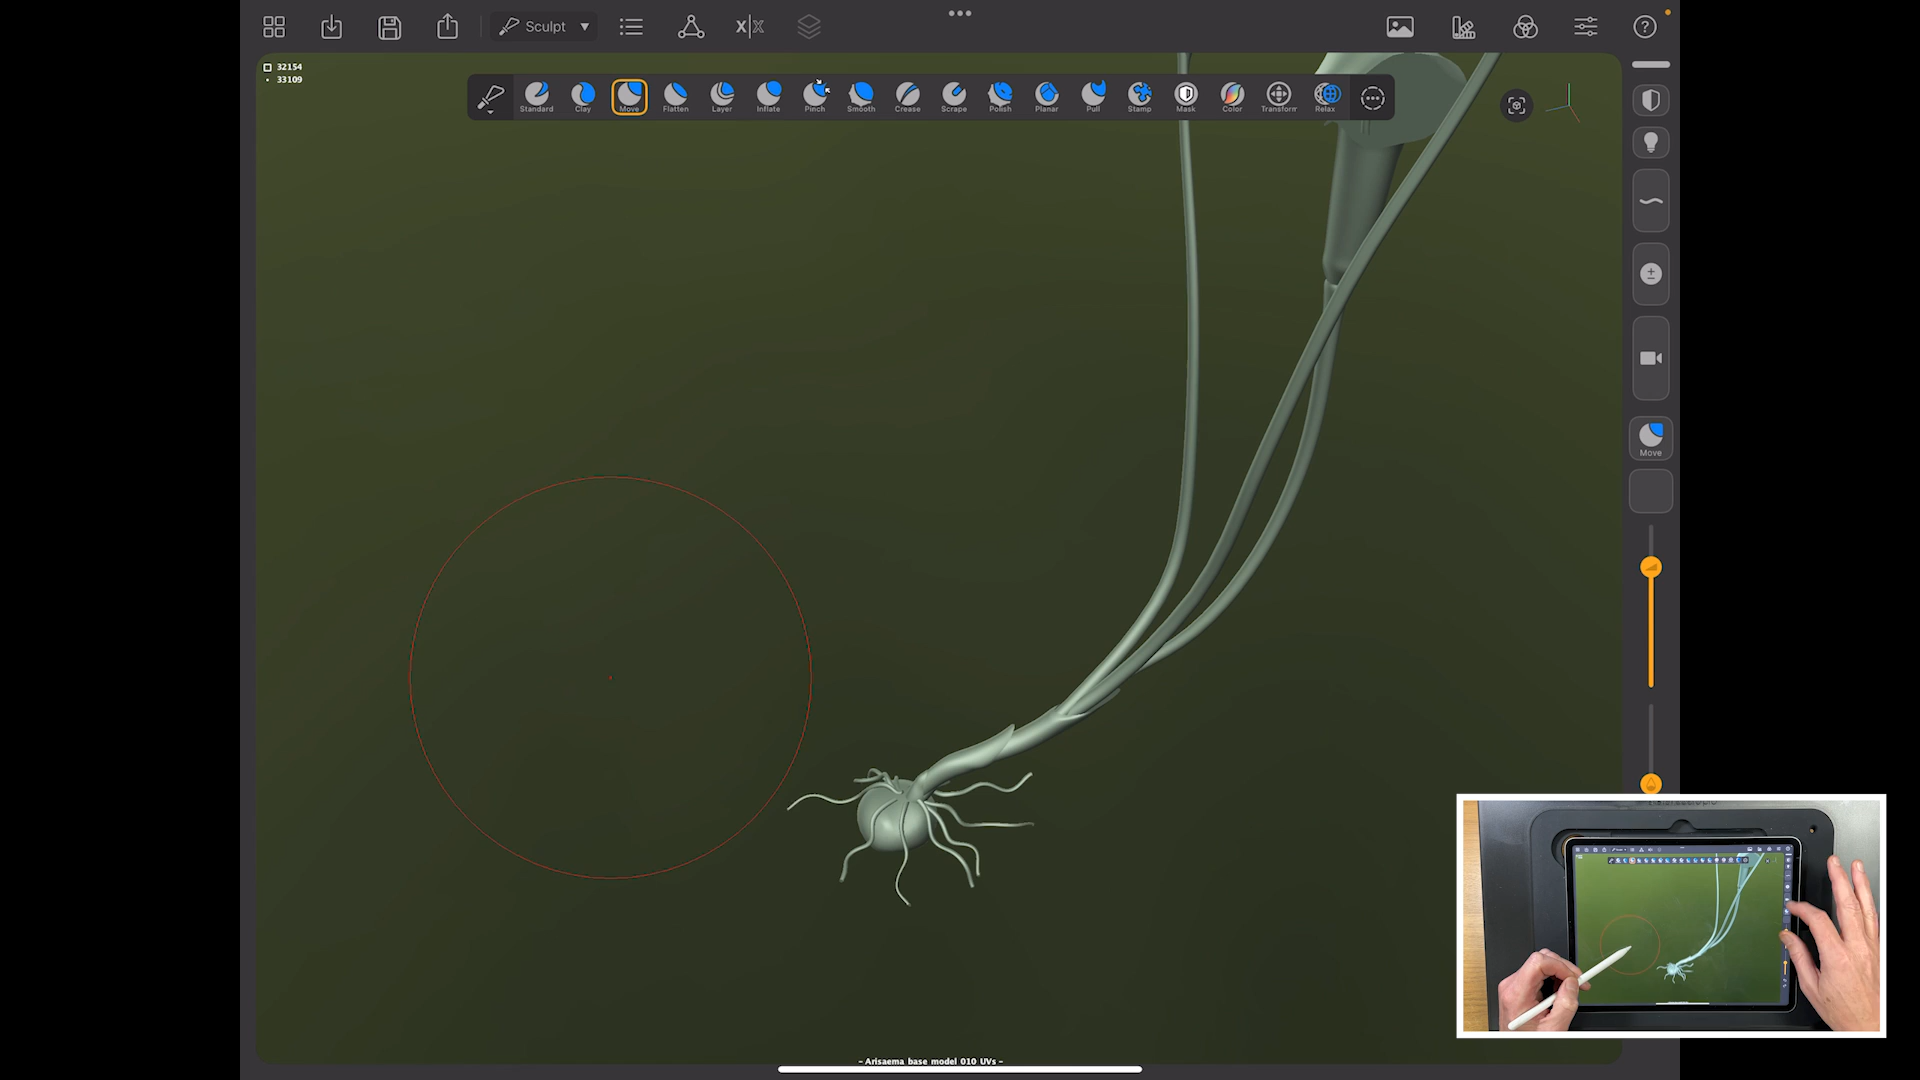 Sculpt
32154
33109
Standard
Clay
Move
Flatten
Layer
Inflate
Pinch
Smooth
Crease
Scrape
Polish
Planar
Pull
Stamp
Mask
Color
Transform
Relax
Move
- Arisaema base model 010 UVs -